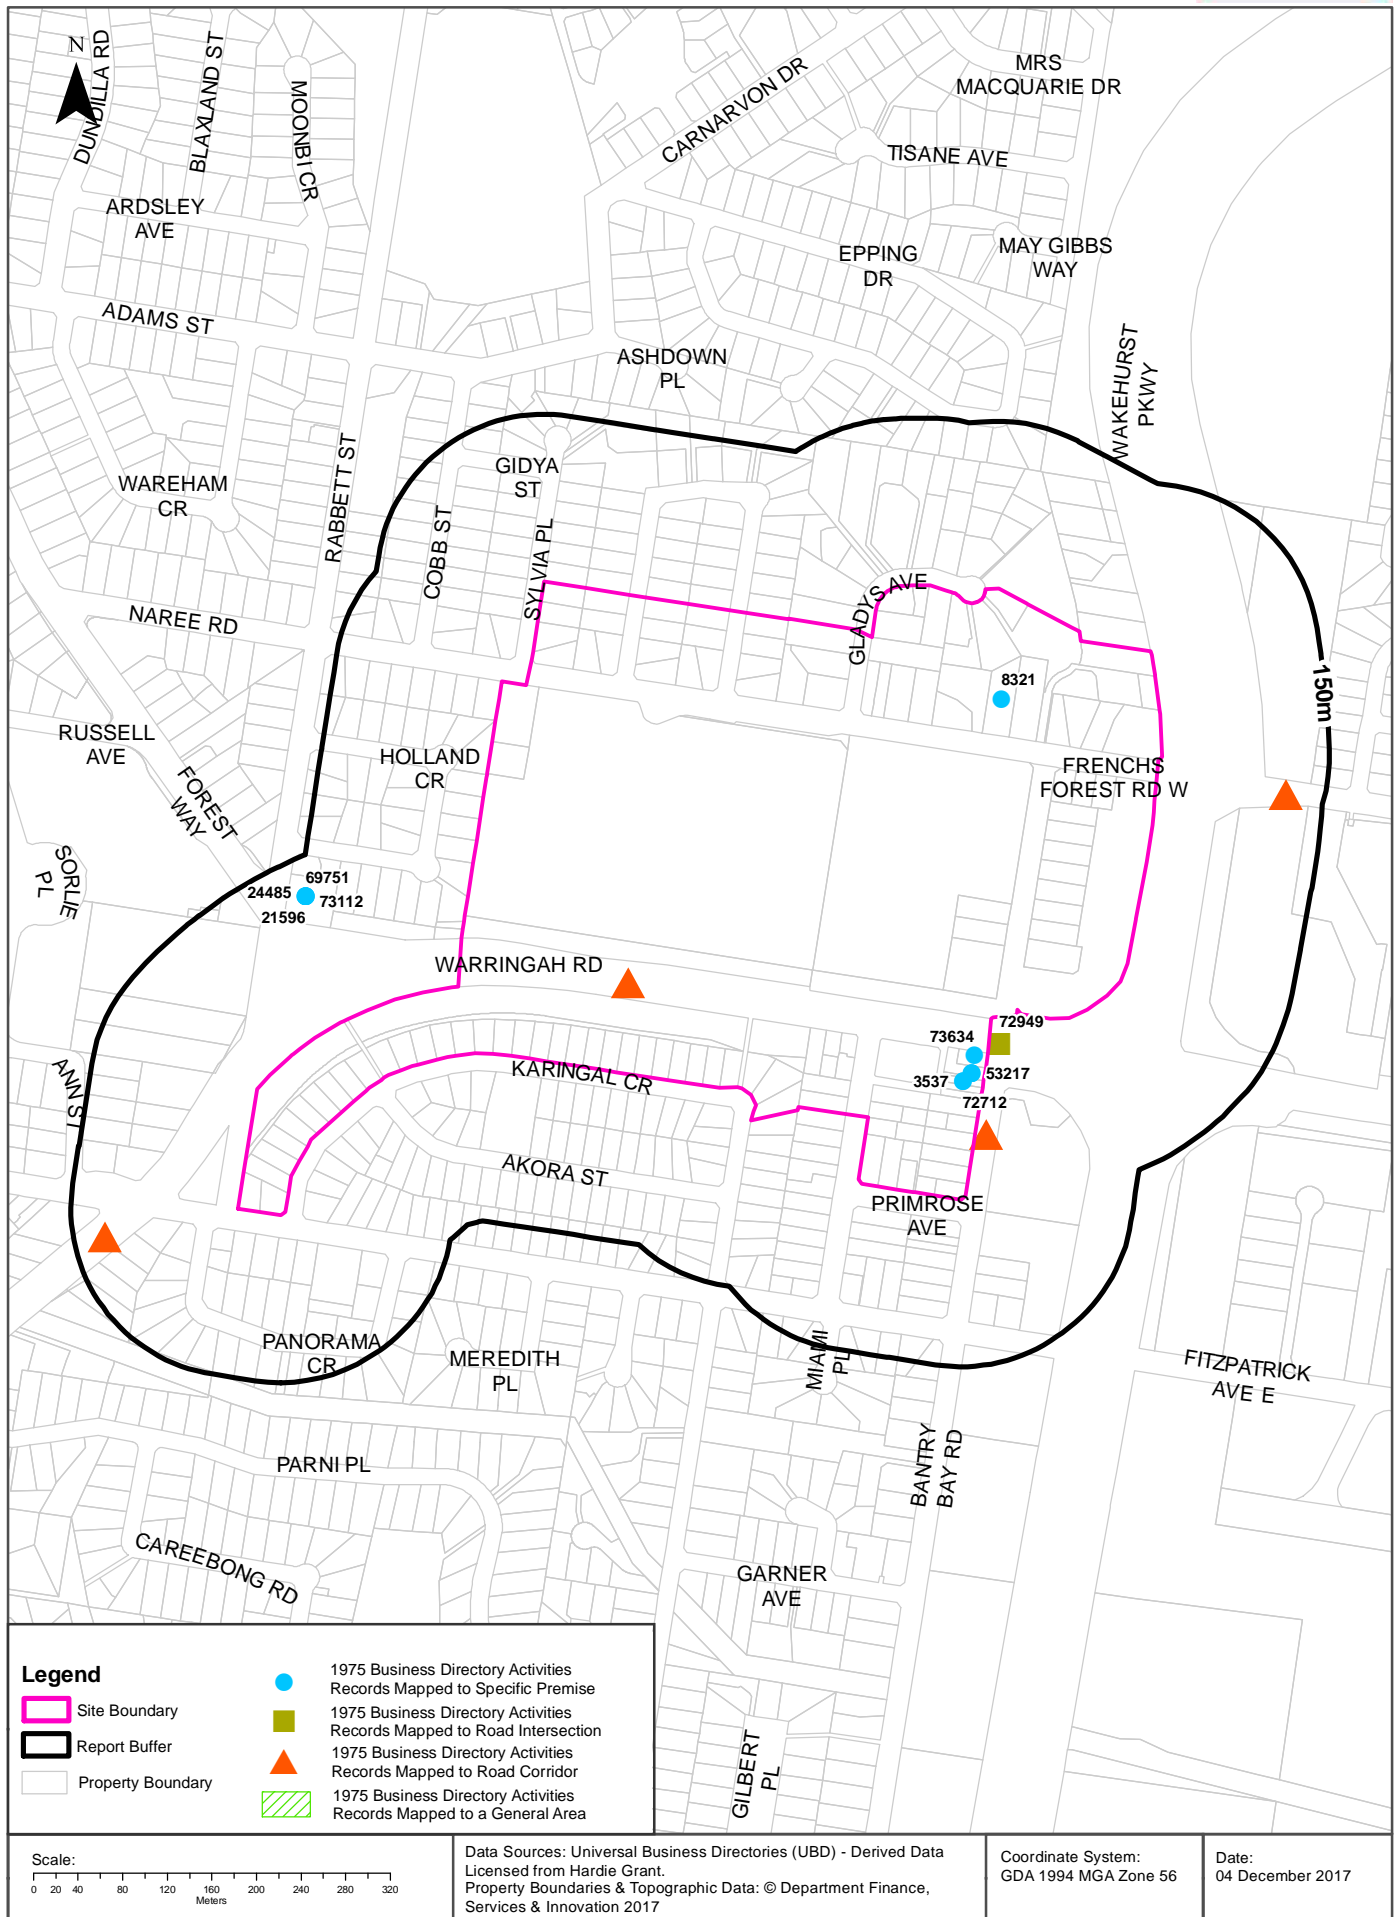 N
DUNDILLA RD
BLAXLAND ST
MOONBI CR
CARNARVON DR
MRS
MACQUARIE DR
TISANE AVE
ARDSLEY
AVE
EPPING
DR
MAY GIBBS
WAY
ADAMS ST
ASHDOWN
PL
WAKEHURST
PKWY
WAREHAM
CR
RABBETT ST
GIDYA
ST
COBB ST
SYLVIA PL
GLADYS AVE
NAREE RD
8321
150m
RUSSELL
AVE
HOLLAND
CR
FRENCHS
FOREST RD W
FOREST
WAY
SORLIE
PL
69751
24485
73112
21596
WARRINGAH RD
72949
73634
53217
3537
72712
ANN ST
KARINGAL CR
AKORA ST
PRIMROSE
AVE
PANORAMA
CR
MEREDITH
PL
MIAMI
PL
FITZPATRICK
AVE E
BANTRY
BAY RD
PARNI PL
CAREEBONG RD
GARNER
AVE
GILBERT
PL
Legend
Site Boundary
Report Buffer
Property Boundary
1975 Business Directory Activities
Records Mapped to Specific Premise
1975 Business Directory Activities
Records Mapped to Road Intersection
1975 Business Directory Activities
Records Mapped to Road Corridor
1975 Business Directory Activities
Records Mapped to a General Area
Scale:
0 20 40 80 120 160 200 240 280 320
Meters
Data Sources: Universal Business Directories (UBD) - Derived Data
Licensed from Hardie Grant.
Property Boundaries & Topographic Data: © Department Finance,
Services & Innovation 2017
Coordinate System:
GDA 1994 MGA Zone 56
Date:
04 December 2017